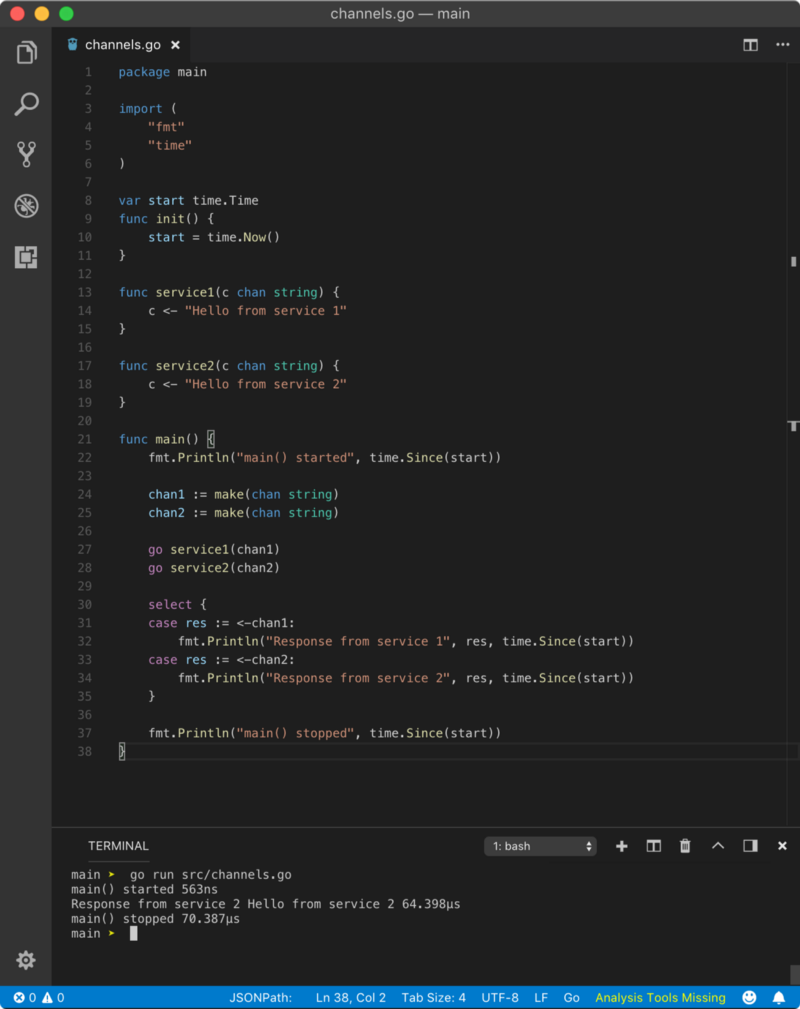 channels.go — main
channels.go
1 package main
2
3 import (
4     "fmt"
5     "time"
6 )
7
8 var start time.Time
9 func init() {
10     start = time.Now()
11 }
12
13 func service1(c chan string) {
14     c <- "Hello from service 1"
15 }
16
17 func service2(c chan string) {
18     c <- "Hello from service 2"
19 }
20
21 func main() {
22     fmt.Println("main() started", time.Since(start))
23
24     chan1 := make(chan string)
25     chan2 := make(chan string)
26
27     go service1(chan1)
28     go service2(chan2)
29
30     select {
31     case res := <-chan1:
32         fmt.Println("Response from service 1", res, time.Since(start))
33     case res := <-chan2:
34         fmt.Println("Response from service 2", res, time.Since(start))
35     }
36
37     fmt.Println("main() stopped", time.Since(start))
38 }
TERMINAL 1: bash
main ➤ go run src/channels.go
main() started 563ns
Response from service 2 Hello from service 2 64.398µs
main() stopped 70.387µs
main ➤
0 0 JSONPath: Ln 38, Col 2 Tab Size: 4 UTF-8 LF Go Analysis Tools Missing